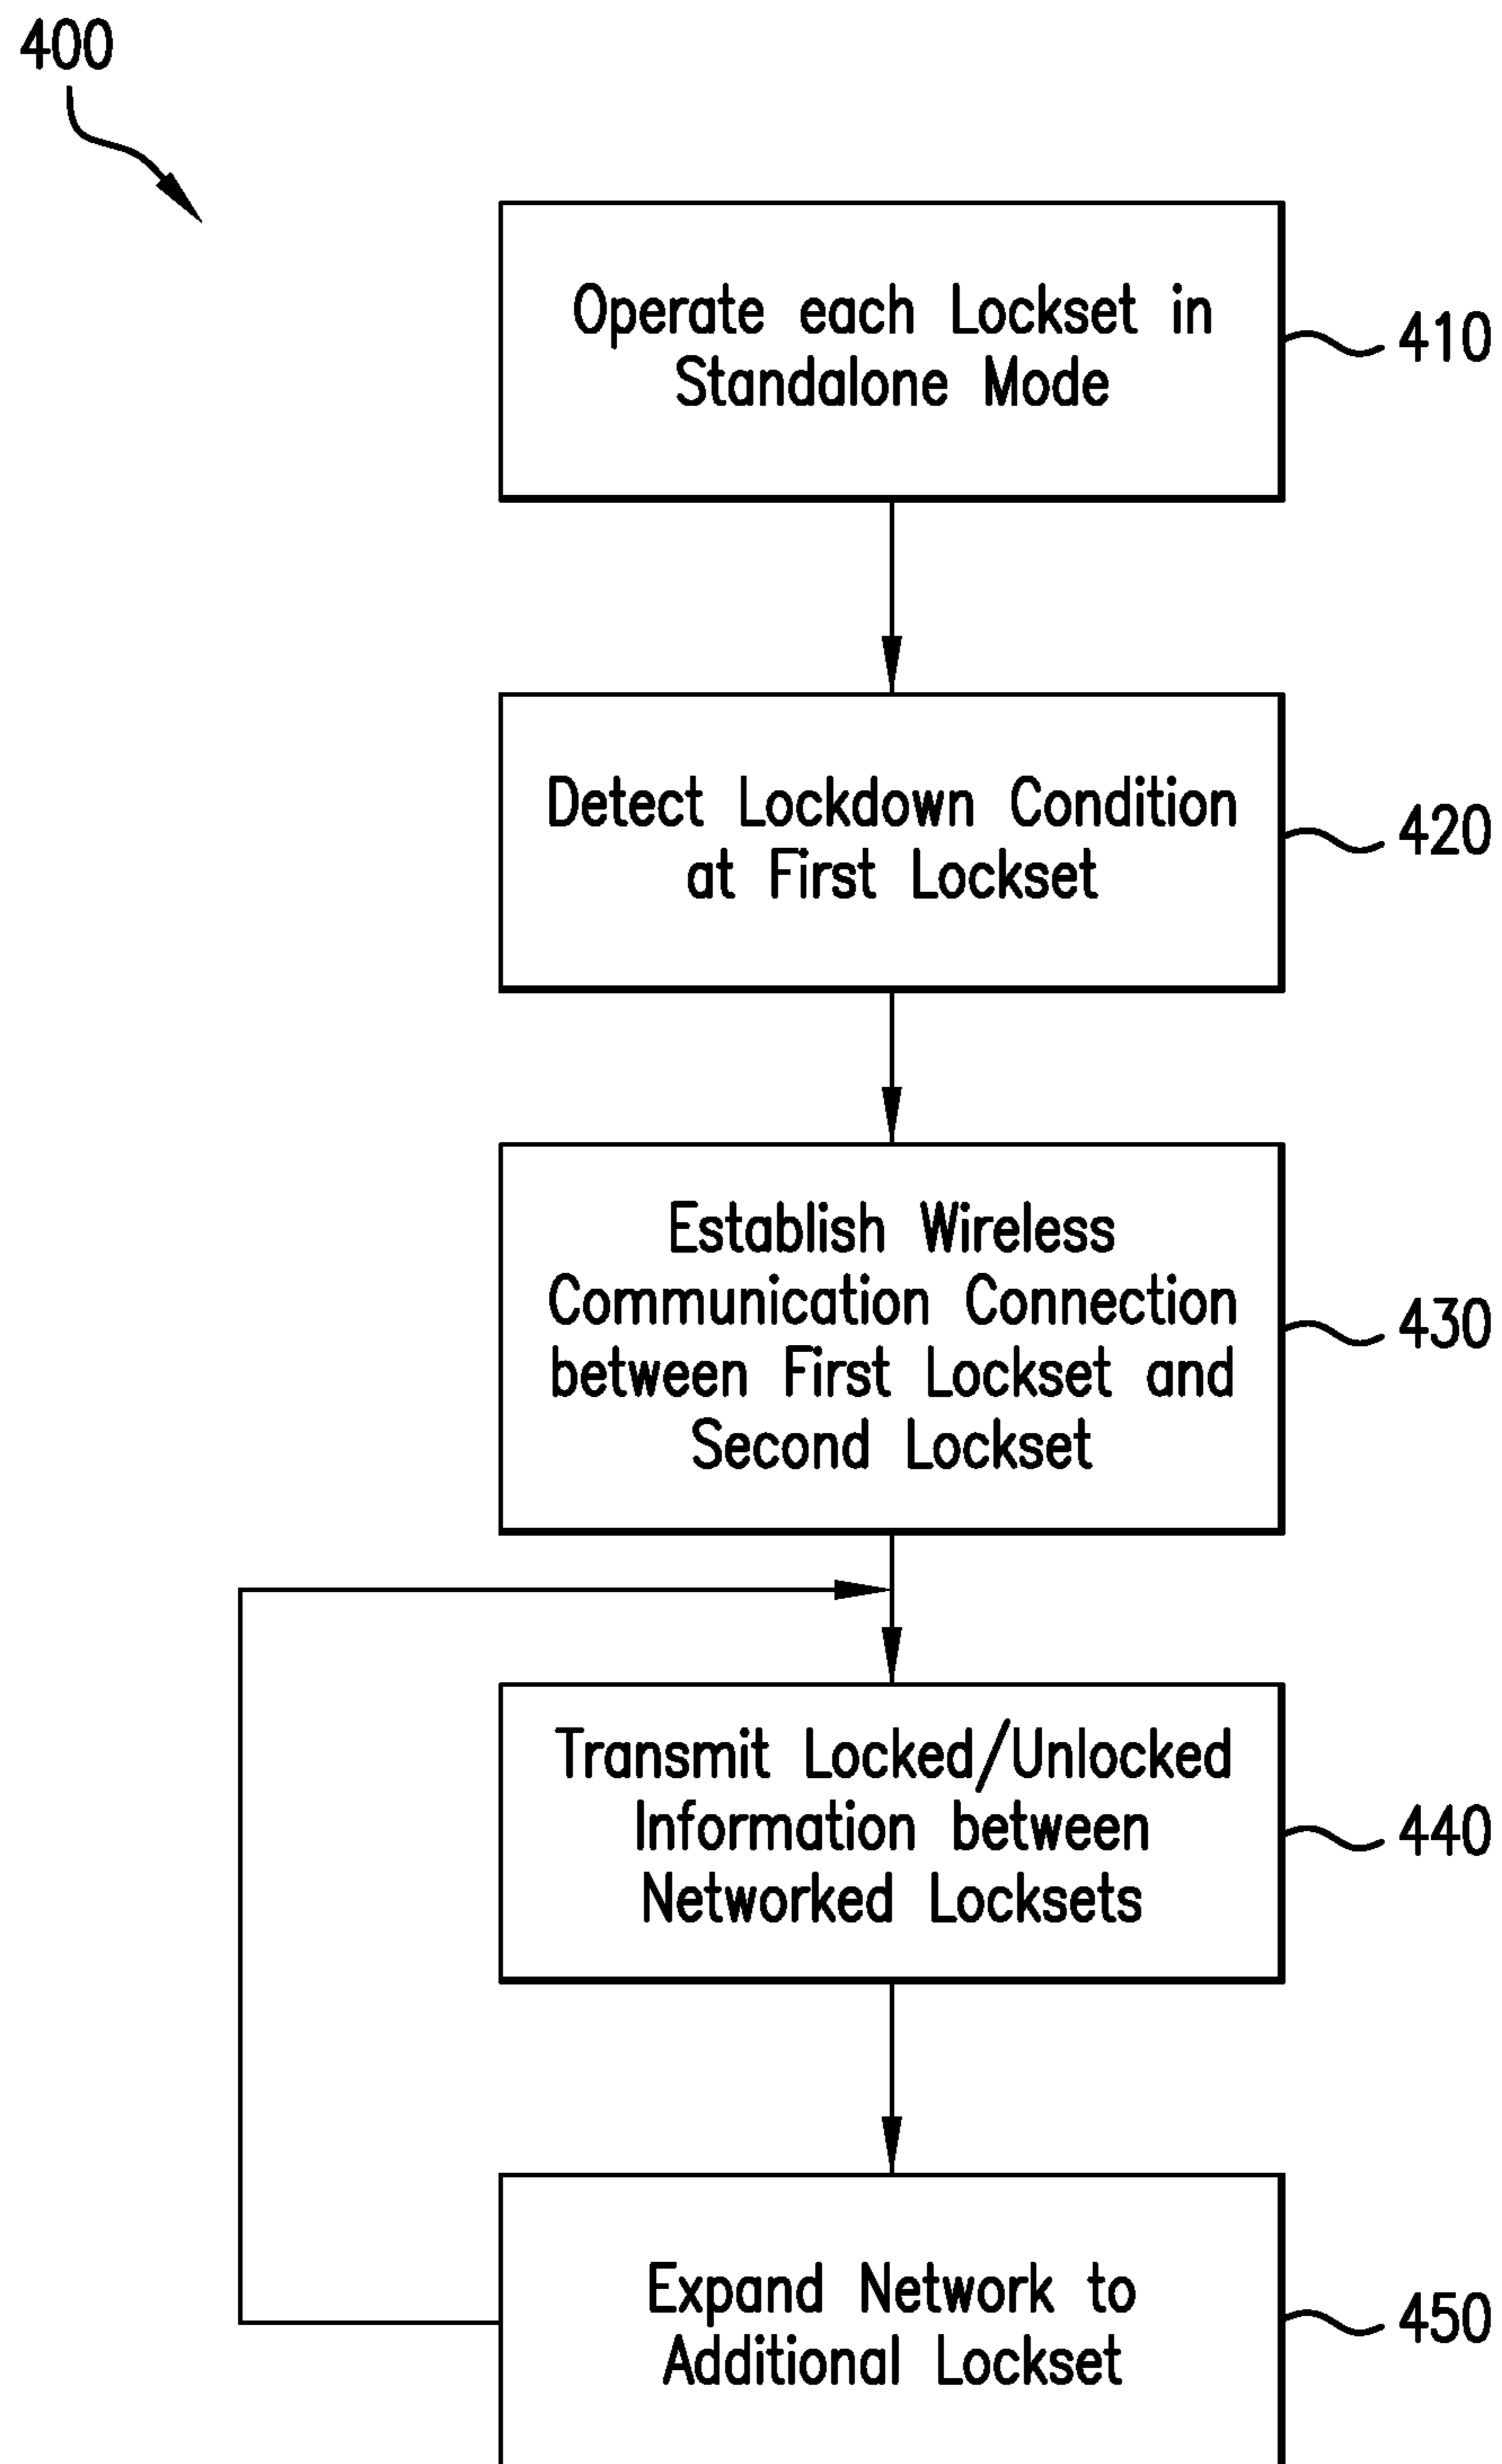 400
Operate each Lockset in
Standalone Mode
410
Detect Lockdown Condition
at First Lockset
420
Establish Wireless
Communication Connection
between First Lockset and
Second Lockset
430
Transmit Locked/Unlocked
Information between
Networked Locksets
440
Expand Network to
Additional Lockset
450